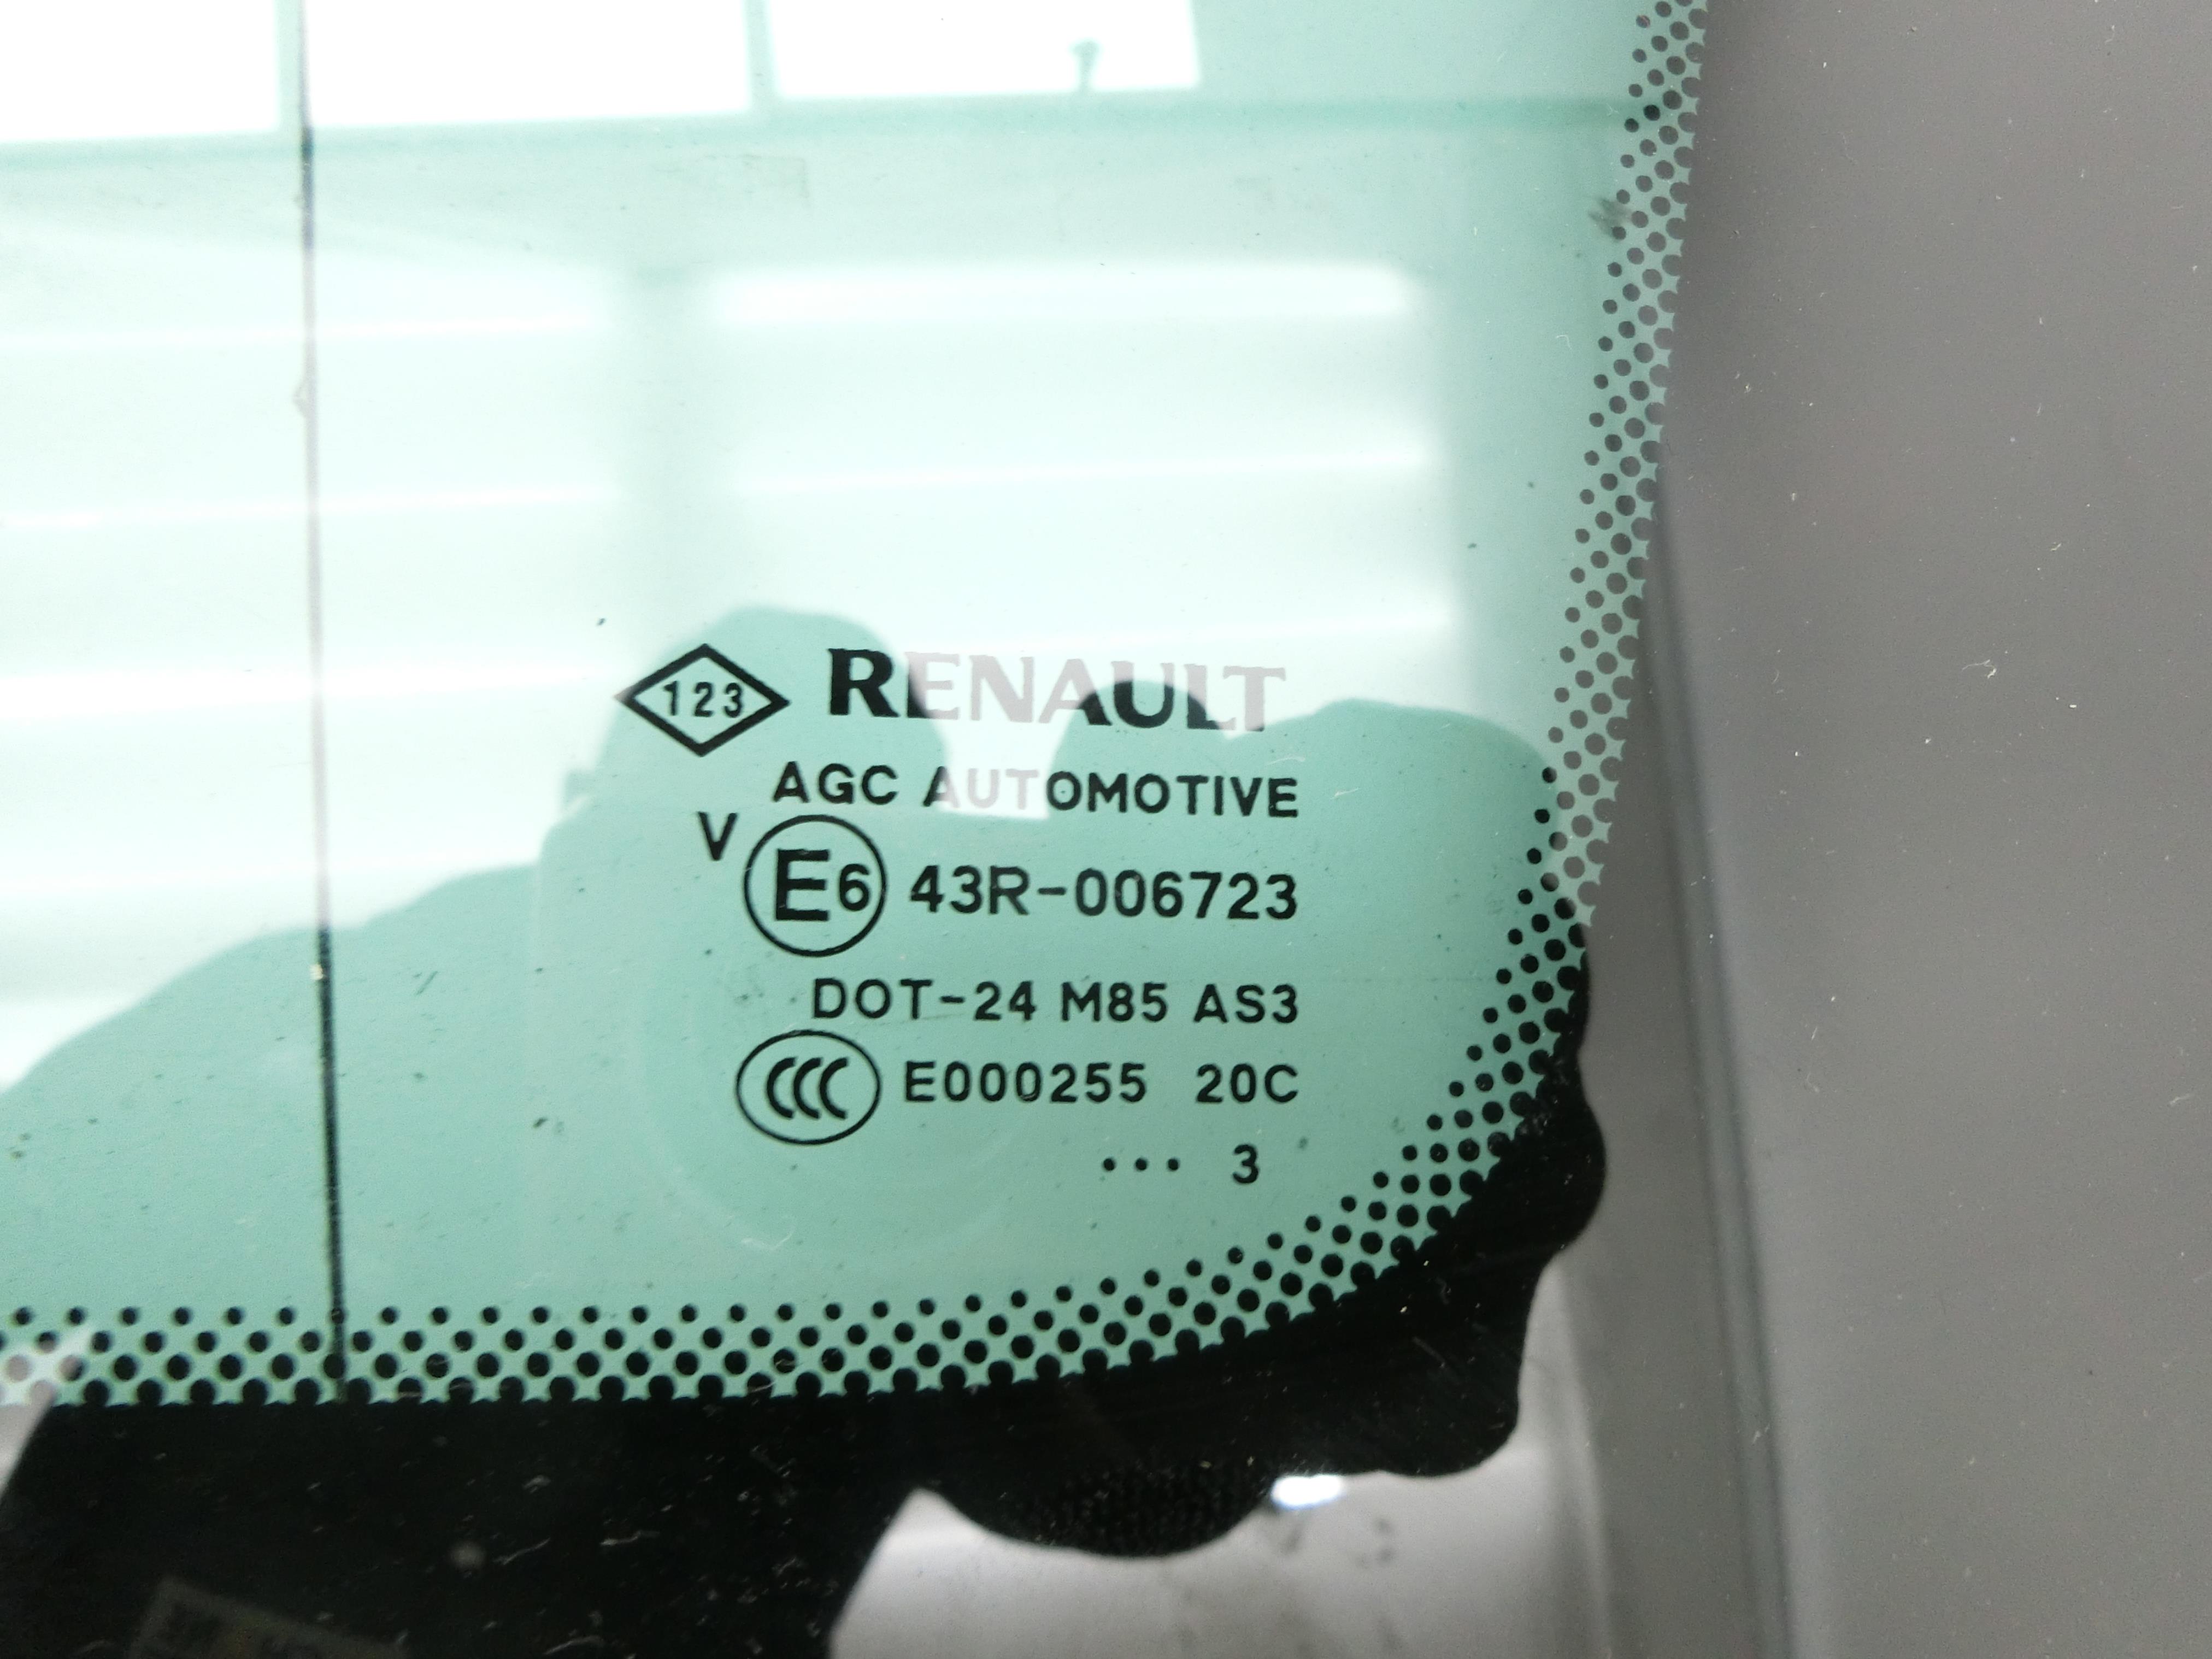 123 RENAULT
AGC AUTOMOTIVE
V E6 43R-006723
DOT-24 M85 AS3
CCC E000255 20C
... 3